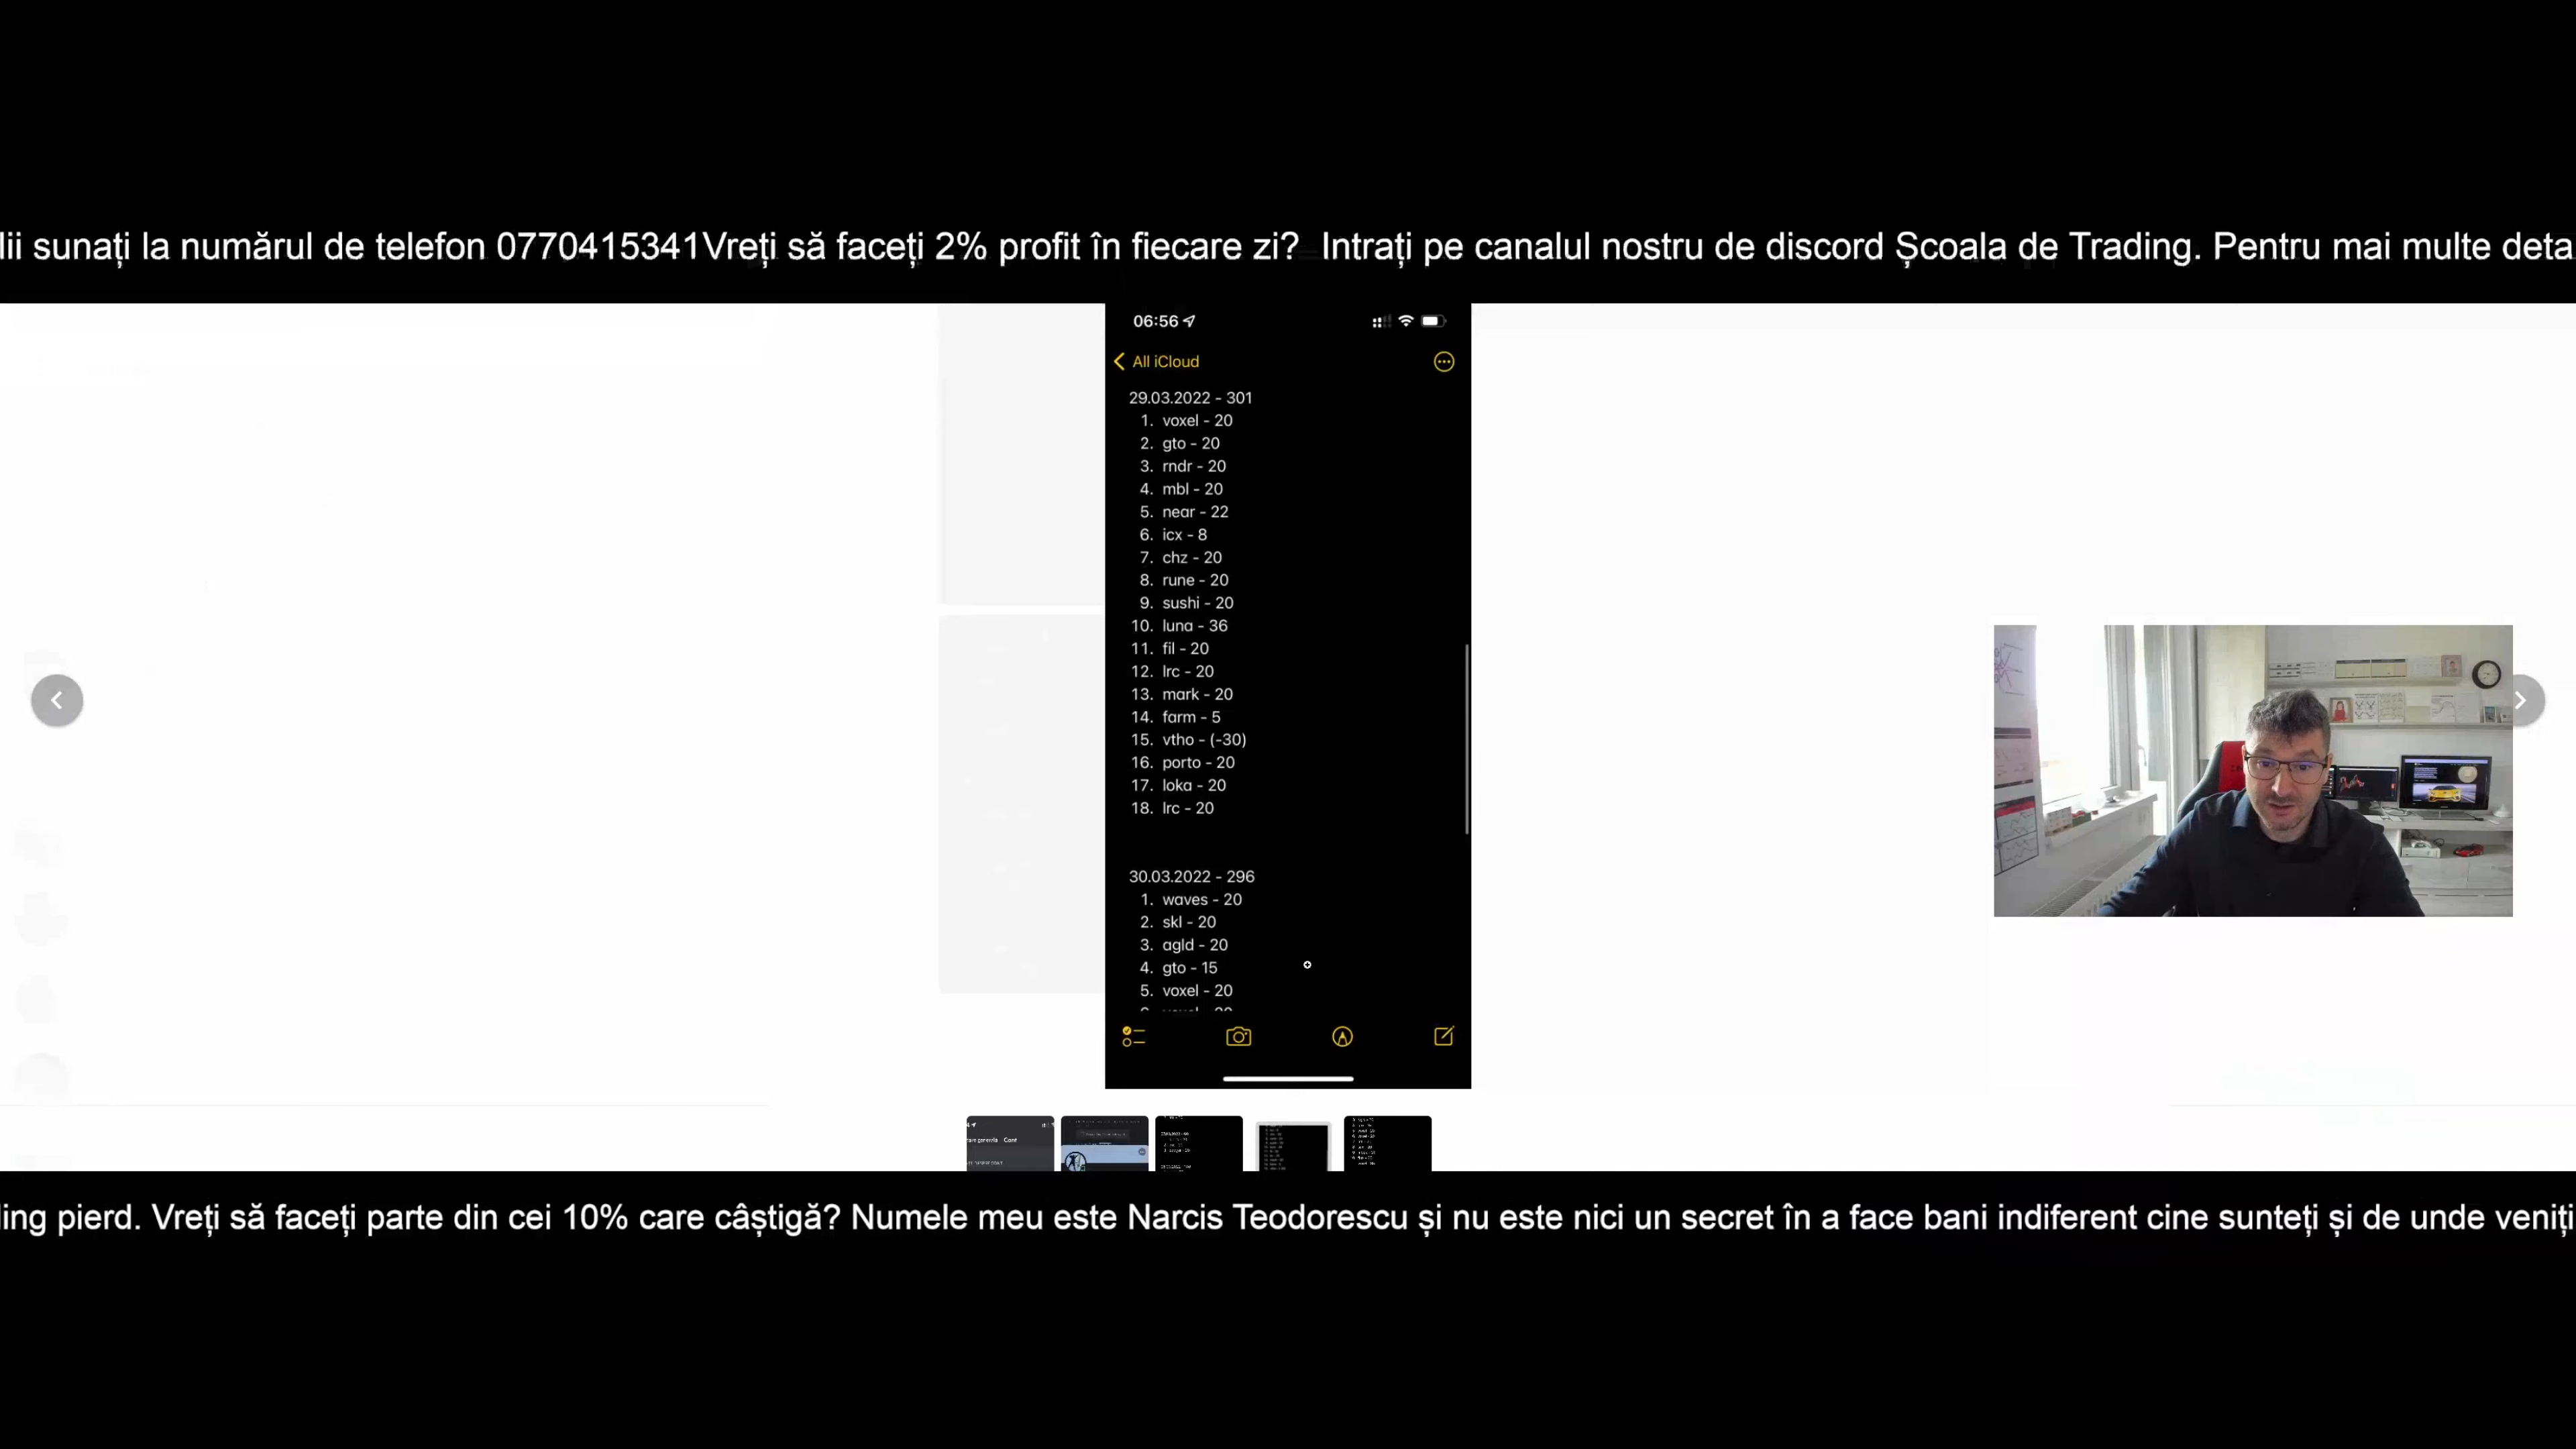 lii sunați la numărul de telefon 0770415341Vreți să faceți 2% profit în fiecare zi? Intrați pe canalul nostru de discord Școala de Trading. Pentru mai multe deta
06:56
All iCloud
29.03.2022 - 301
1. voxel - 20
2. gto - 20
3. rndr - 20
4. mbl - 20
5. near - 22
6. icx - 8
7. chz - 20
8. rune - 20
9. sushi - 20
10. luna - 36
11. fil - 20
12. lrc - 20
13. mark - 20
14. farm - 5
15. vtho - (-30)
16. porto - 20
17. loka - 20
18. lrc - 20
30.03.2022 - 296
1. waves - 20
2. skl - 20
3. agld - 20
4. gto - 15
5. voxel - 20
ing pierd. Vreți să faceți parte din cei 10% care câștigă? Numele meu este Narcis Teodorescu și nu este nici un secret în a face bani indiferent cine sunteți și de unde veniți